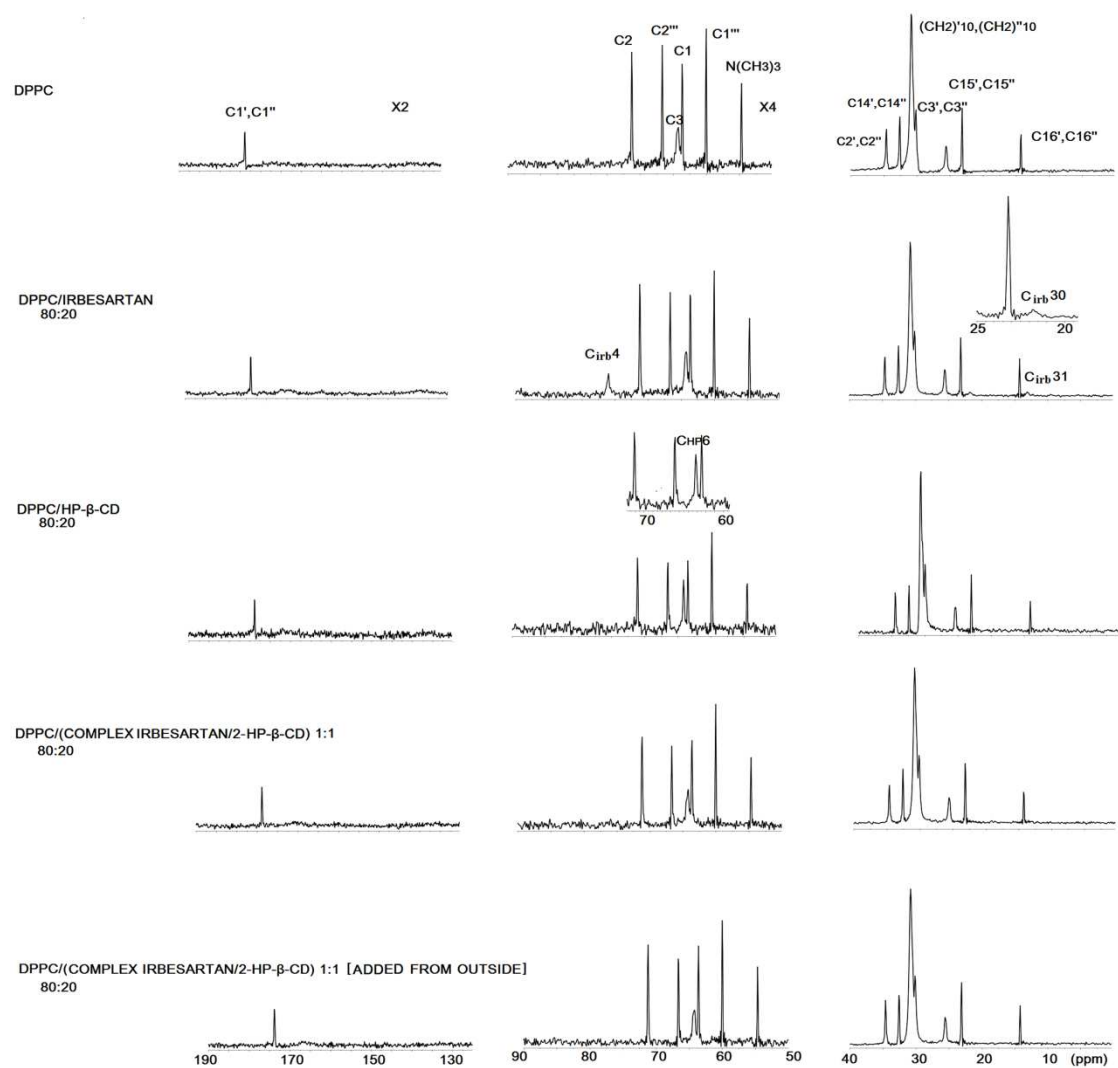 DPPC
C1',C1"
X2
C2
C2'''
C1
C3
C1'''
N(CH3)3
X4
(CH2)'10,(CH2)"10
C15',C15"
C14',C14"
C3',C3"
C2',C2"
C16',C16"
DPPC/IRBESARTAN
80:20
Cirb4
Cirb30
25 20
Cirb31
DPPC/HP-β-CD
80:20
CHP6
70 60
DPPC/(COMPLEX IRBESARTAN/2-HP-β-CD) 1:1
80:20
DPPC/(COMPLEX IRBESARTAN/2-HP-β-CD) 1:1 [ADDED FROM OUTSIDE]
80:20
190 170 150 130
90 80 70 60 50
40 30 20 10 (ppm)